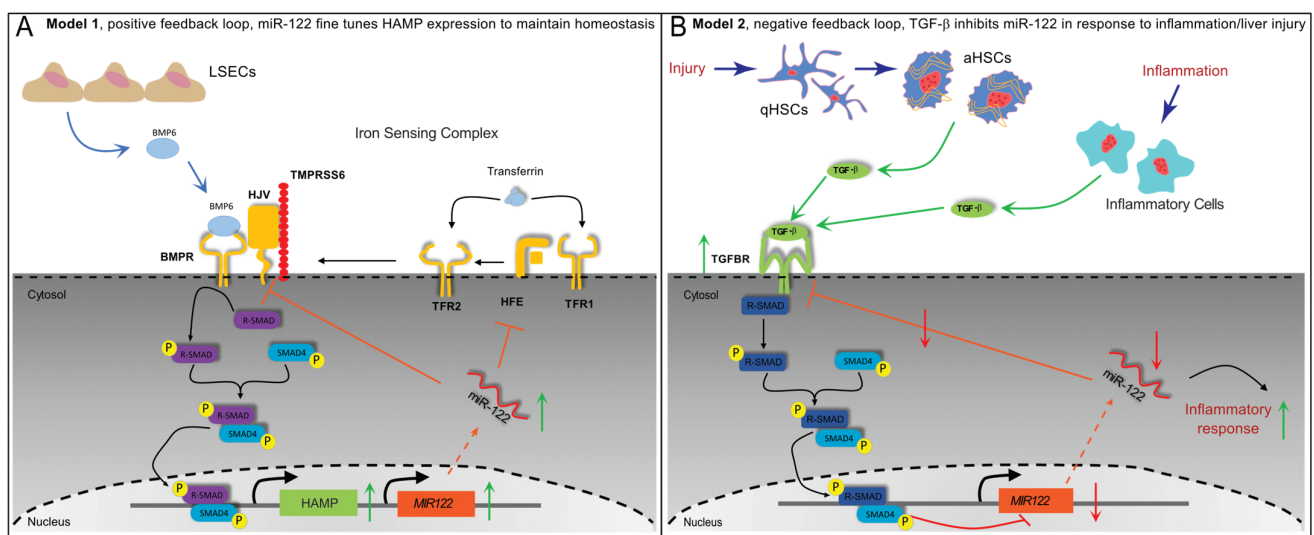 A Model 1, positive feedback loop, miR-122 fine tunes HAMP expression to maintain homeostasis
LSECs
BMP6
Iron Sensing Complex
TMPRSS6
HJV
Transferrin
BMP6
BMPR
TFR2
HFE
TFR1
Cytosol
R-SMAD
P
R-SMAD
SMAD4
P
P
R-SMAD
SMAD4
P
miR-122
P
R-SMAD
SMAD4
P
HAMP
MIR122
Nucleus
B Model 2, negative feedback loop, TGF-β inhibits miR-122 in response to inflammation/liver injury
Injury
qHSCs
aHSCs
Inflammation
TGF-β
TGF-β
Inflammatory Cells
TGF-β
TGFBR
Cytosol
R-SMAD
P
R-SMAD
SMAD4
P
P
R-SMAD
SMAD4
P
miR-122
Inflammatory
response
P
R-SMAD
SMAD4
P
MIR122
Nucleus